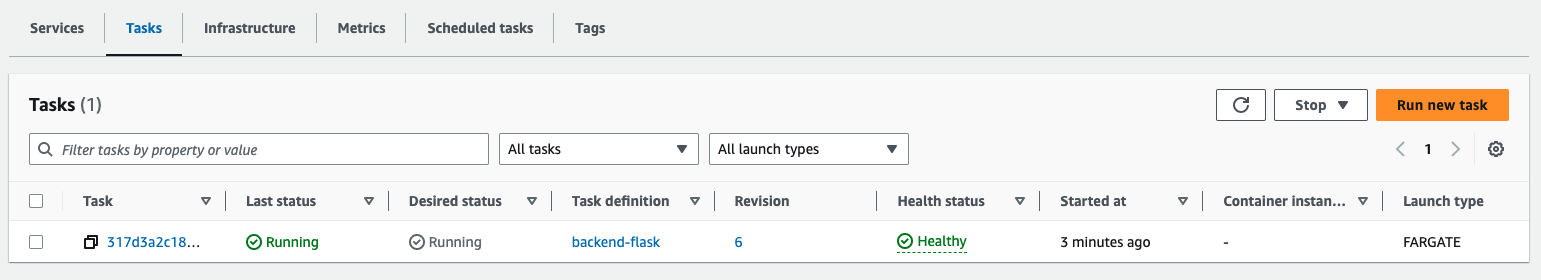 Services Tasks Infrastructure Metrics Scheduled tasks Tags
Tasks (1) Stop Run new task
Filter tasks by property or value All tasks All launch types 1
Task Last status Desired status Task definition Revision Health status Started at Container instan... Launch type
317d3a2c18... Running Running backend-flask 6 Healthy 3 minutes ago - FARGATE